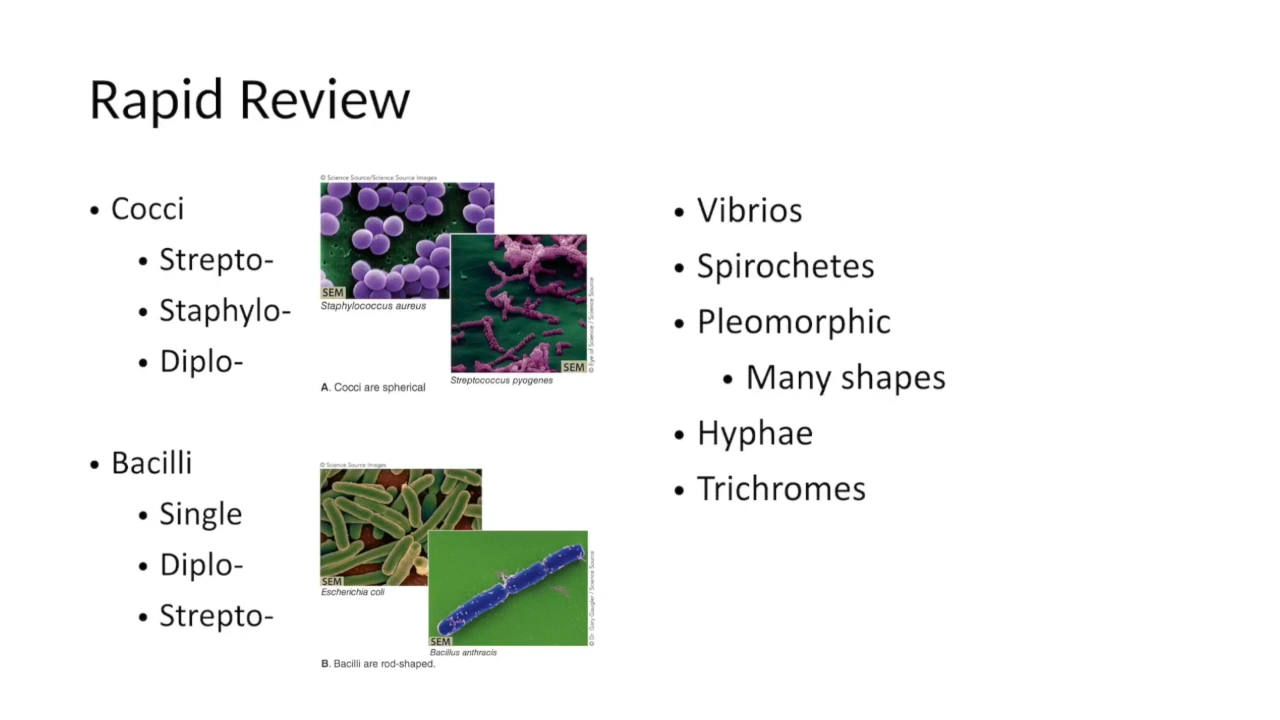 Rapid Review
• Cocci
• Strepto-
• Staphylo-
• Diplo-
© Science Source/Science Source Images
SEM
Staphylococcus aureus
SEM
© Eye of Science / Science Source
Streptococcus pyogenes
A. Cocci are spherical
• Bacilli
• Single
• Diplo-
• Strepto-
© Science Source Images
SEM
Escherichia coli
SEM
© Dr. Gary Gaugler / Science Source
Bacillus anthracis
B. Bacilli are rod-shaped.
• Vibrios
• Spirochetes
• Pleomorphic
• Many shapes
• Hyphae
• Trichromes